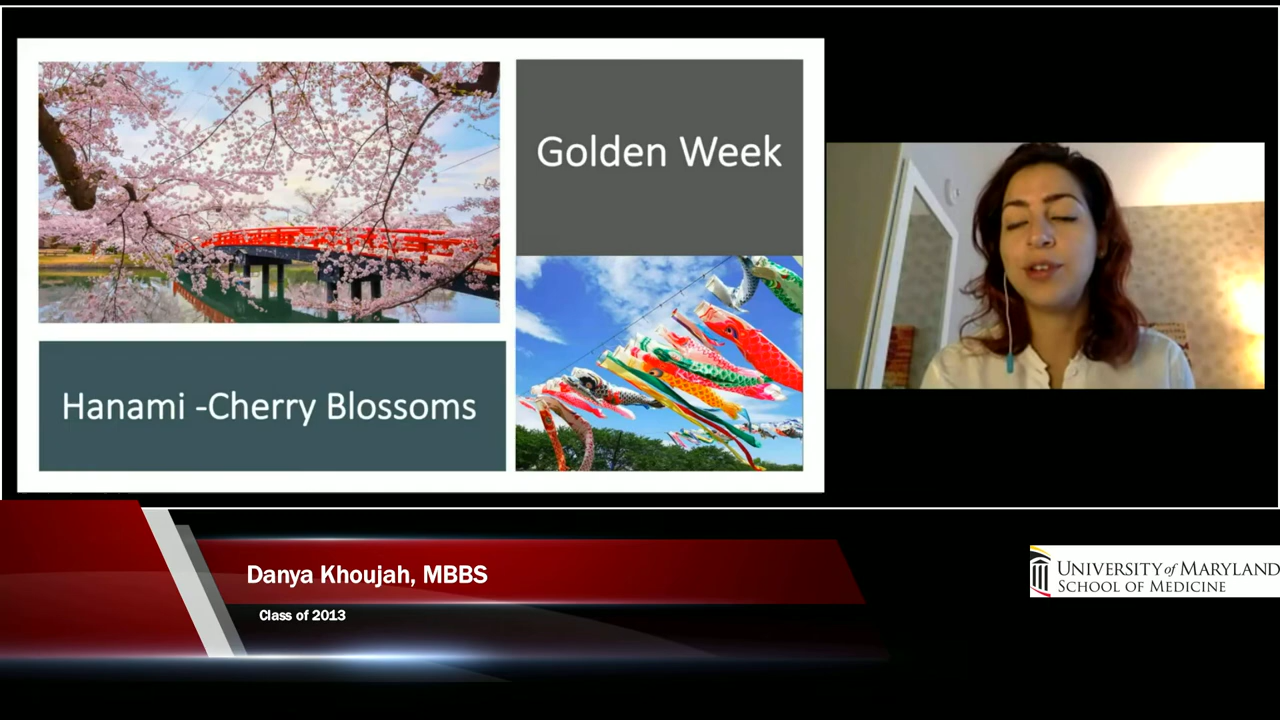 Golden Week
Hanami -Cherry Blossoms
Danya Khoujah, MBBS
Class of 2013
UNIVERSITY of MARYLAND
SCHOOL OF MEDICINE